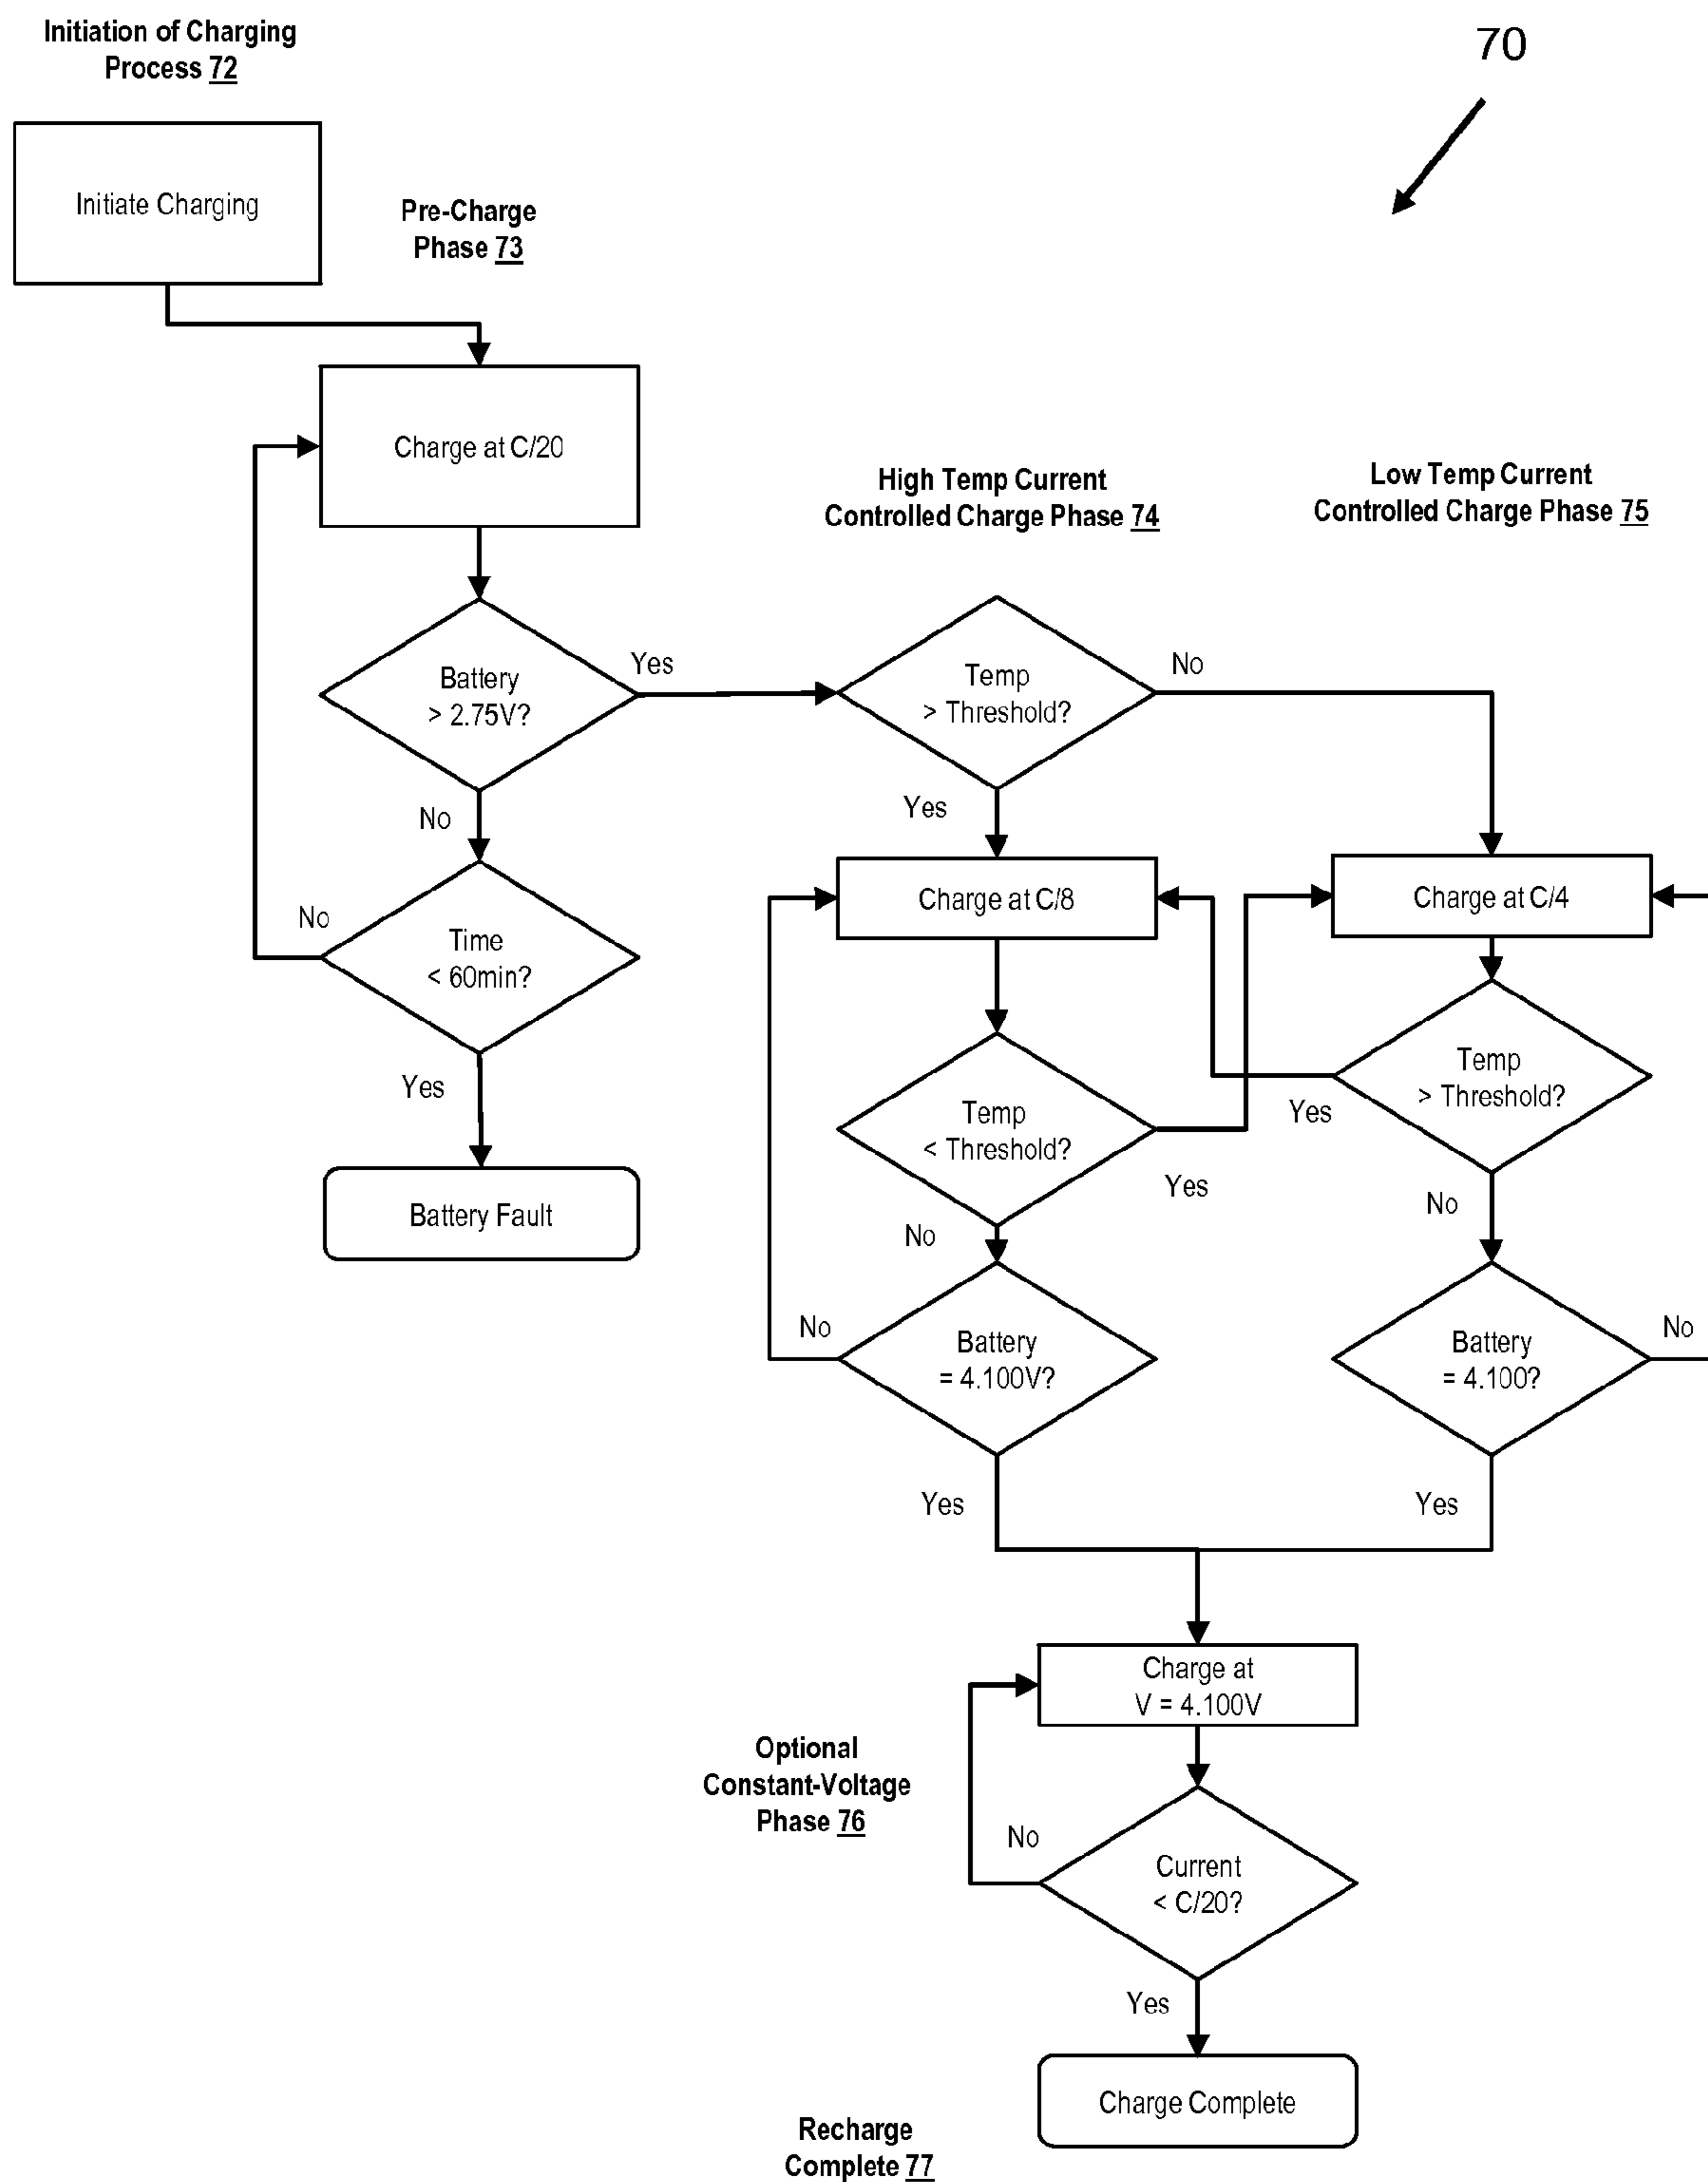 Initiation of Charging
Process 72
70
Initiate Charging
Pre-Charge
Phase 73
Charge at C/20
High Temp Current
Controlled Charge Phase 74
Low Temp Current
Controlled Charge Phase 75
Battery
> 2.75V?
Yes
Temp
> Threshold?
No
No
Yes
Charge at C/8
Charge at C/4
No
Time
< 60min?
Temp
> Threshold?
Yes
Yes
Temp
< Threshold?
Yes
No
No
Battery Fault
No
Battery
= 4.100V?
Battery
= 4.100?
No
Yes
Yes
Charge at
V = 4.100V
Optional
Constant-Voltage
Phase 76
No
Current
< C/20?
Yes
Charge Complete
Recharge
Complete 77